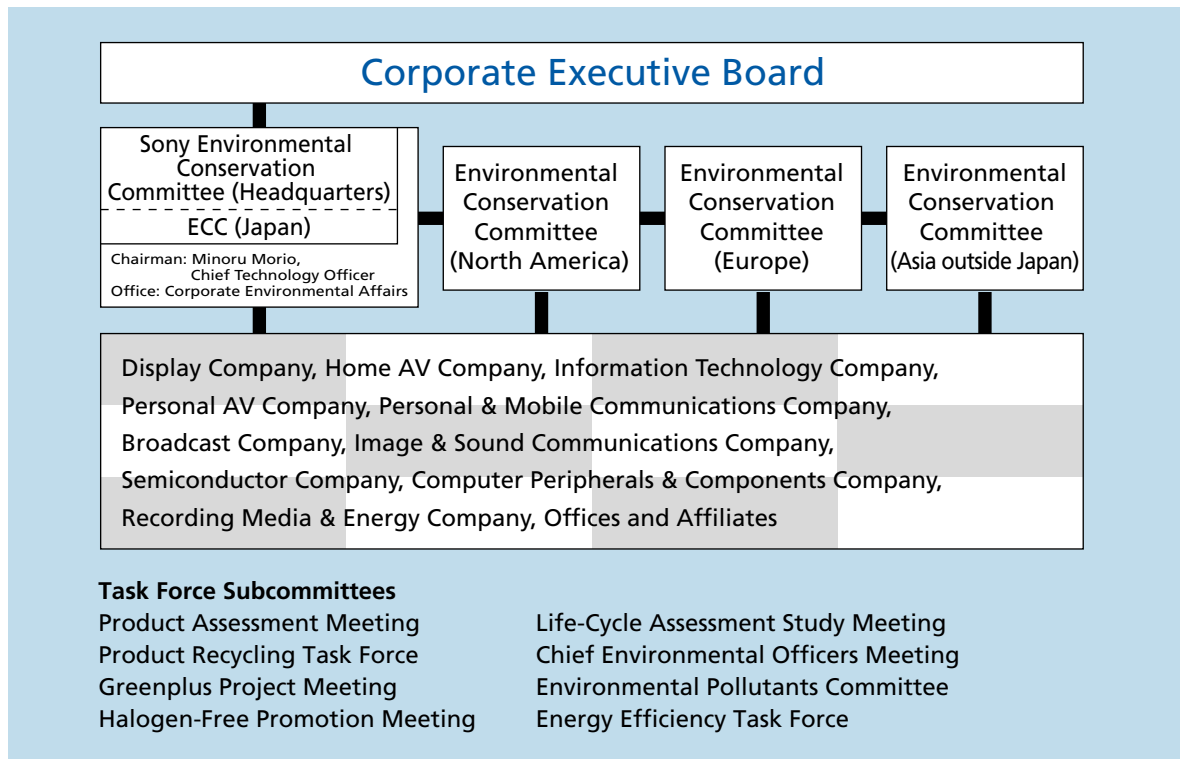 Corporate Executive Board
Sony Environmental
Conservation
Committee (Headquarters)
ECC (Japan)
Chairman: Minoru Morio,
Chief Technology Officer
Office: Corporate Environmental Affairs
Environmental
Conservation
Committee
(North America)
Environmental
Conservation
Committee
(Europe)
Environmental
Conservation
Committee
(Asia outside Japan)
Display Company, Home AV Company, Information Technology Company,
Personal AV Company, Personal & Mobile Communications Company,
Broadcast Company, Image & Sound Communications Company,
Semiconductor Company, Computer Peripherals & Components Company,
Recording Media & Energy Company, Offices and Affiliates
Task Force Subcommittees
Product Assessment Meeting
Product Recycling Task Force
Greenplus Project Meeting
Halogen-Free Promotion Meeting
Life-Cycle Assessment Study Meeting
Chief Environmental Officers Meeting
Environmental Pollutants Committee
Energy Efficiency Task Force